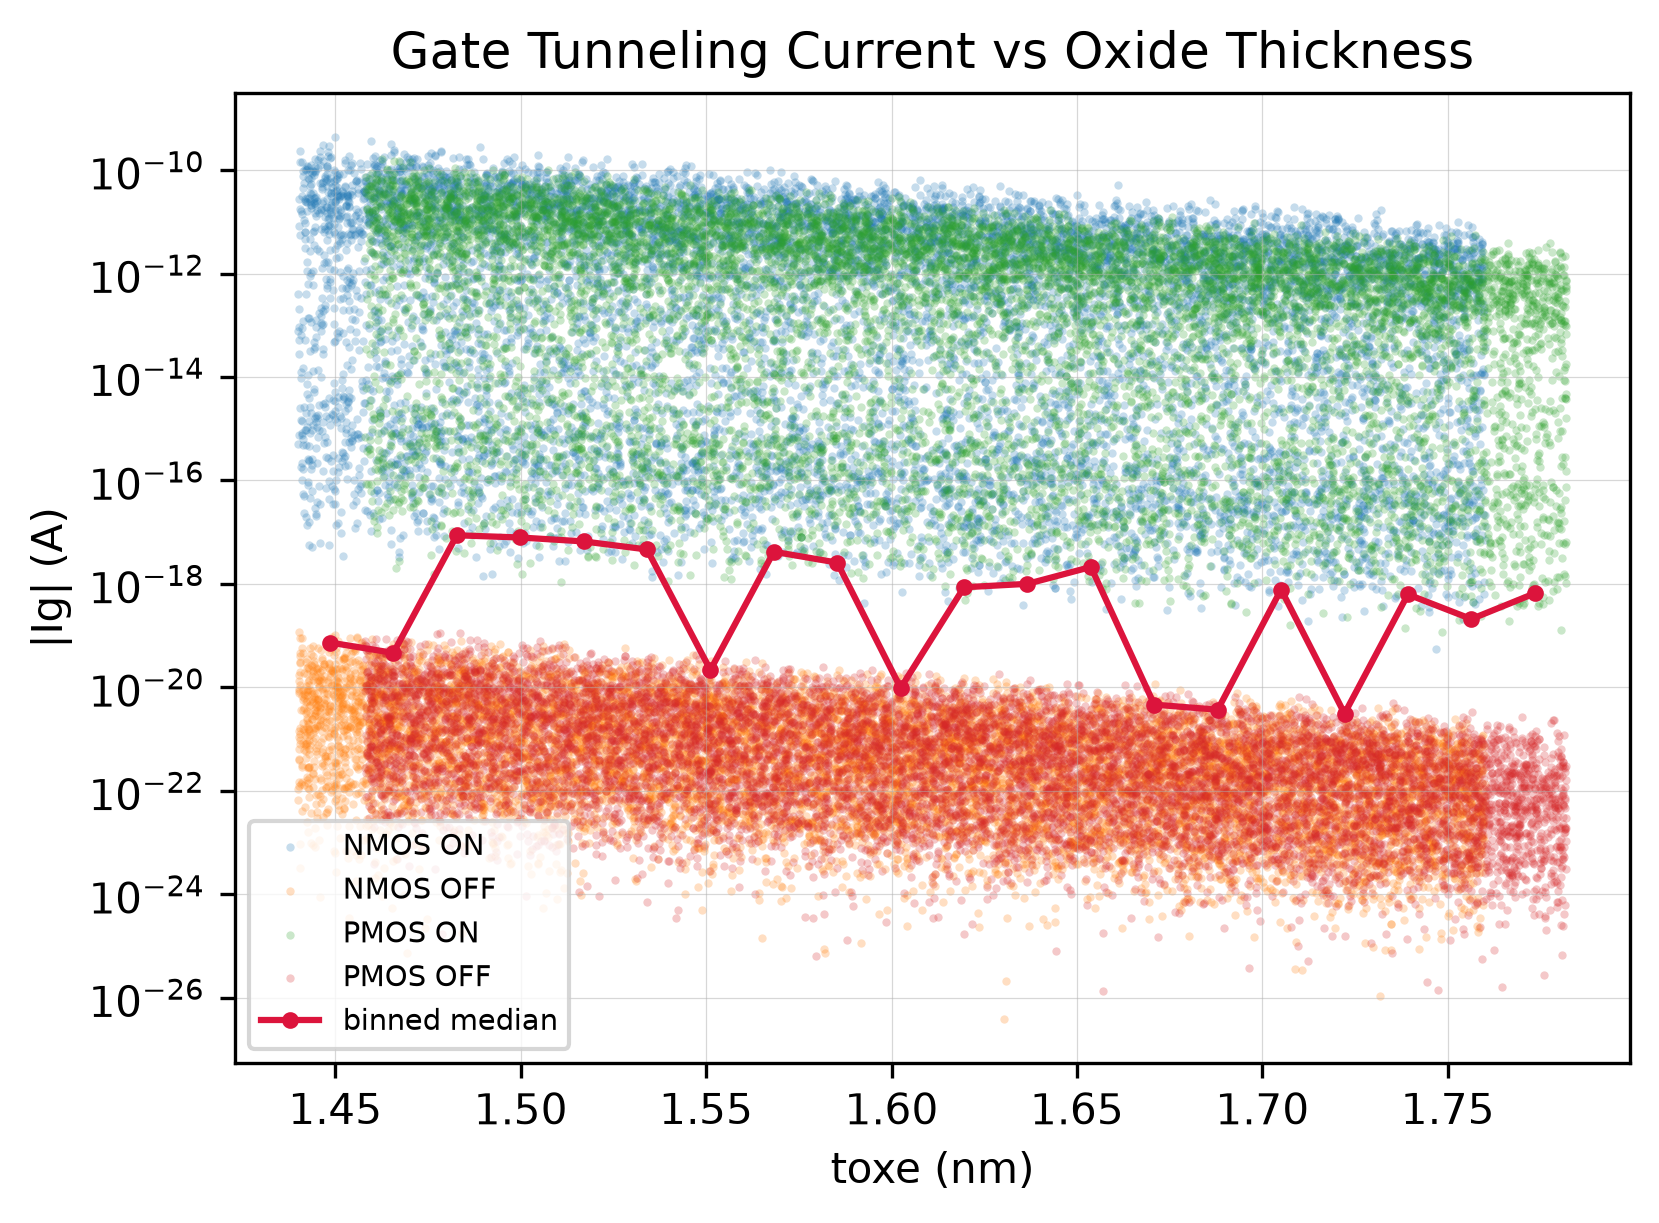 Gate Tunneling Current vs Oxide Thickness
|Ig| (A)
10⁻¹⁰
10⁻¹²
10⁻¹⁴
10⁻¹⁶
10⁻¹⁸
10⁻²⁰
10⁻²²
10⁻²⁴
10⁻²⁶
NMOS ON
NMOS OFF
PMOS ON
PMOS OFF
binned median
1.45 1.50 1.55 1.60 1.65 1.70 1.75
toxe (nm)